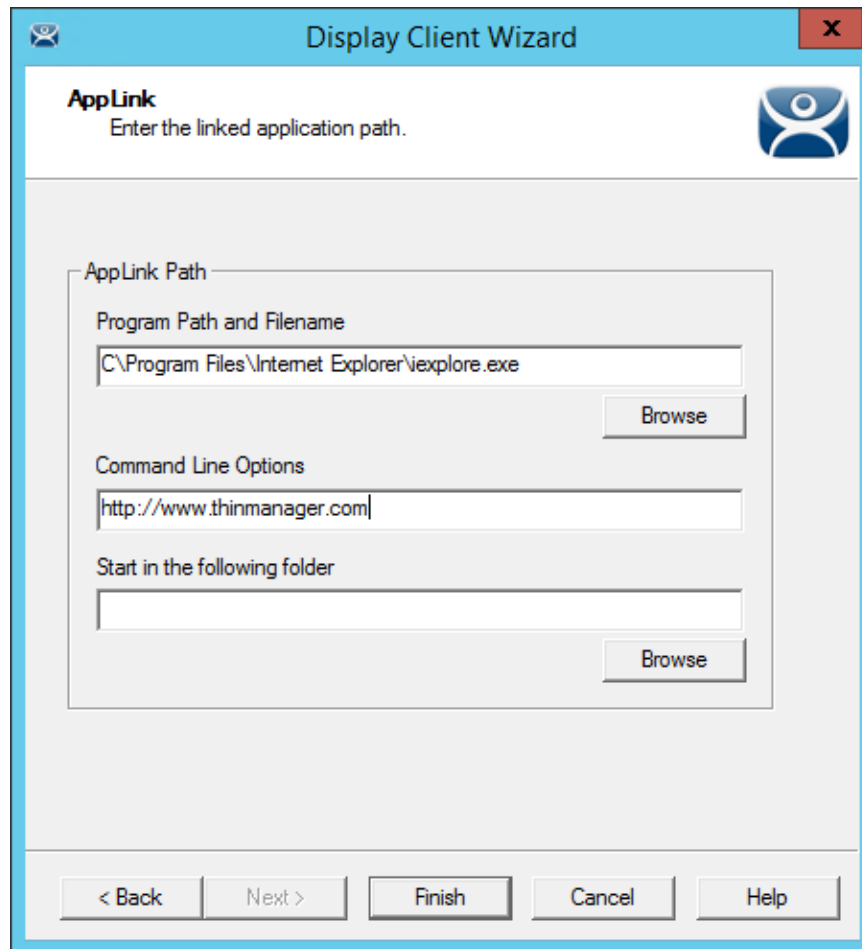 Display Client Wizard
x
AppLink
Enter the linked application path.
AppLink Path
Program Path and Filename
C\Program Files\Internet Explorer\iexplore.exe
Browse
Command Line Options
http://www.thinmanager.com
Start in the following folder
Browse
< Back Next > Finish Cancel Help